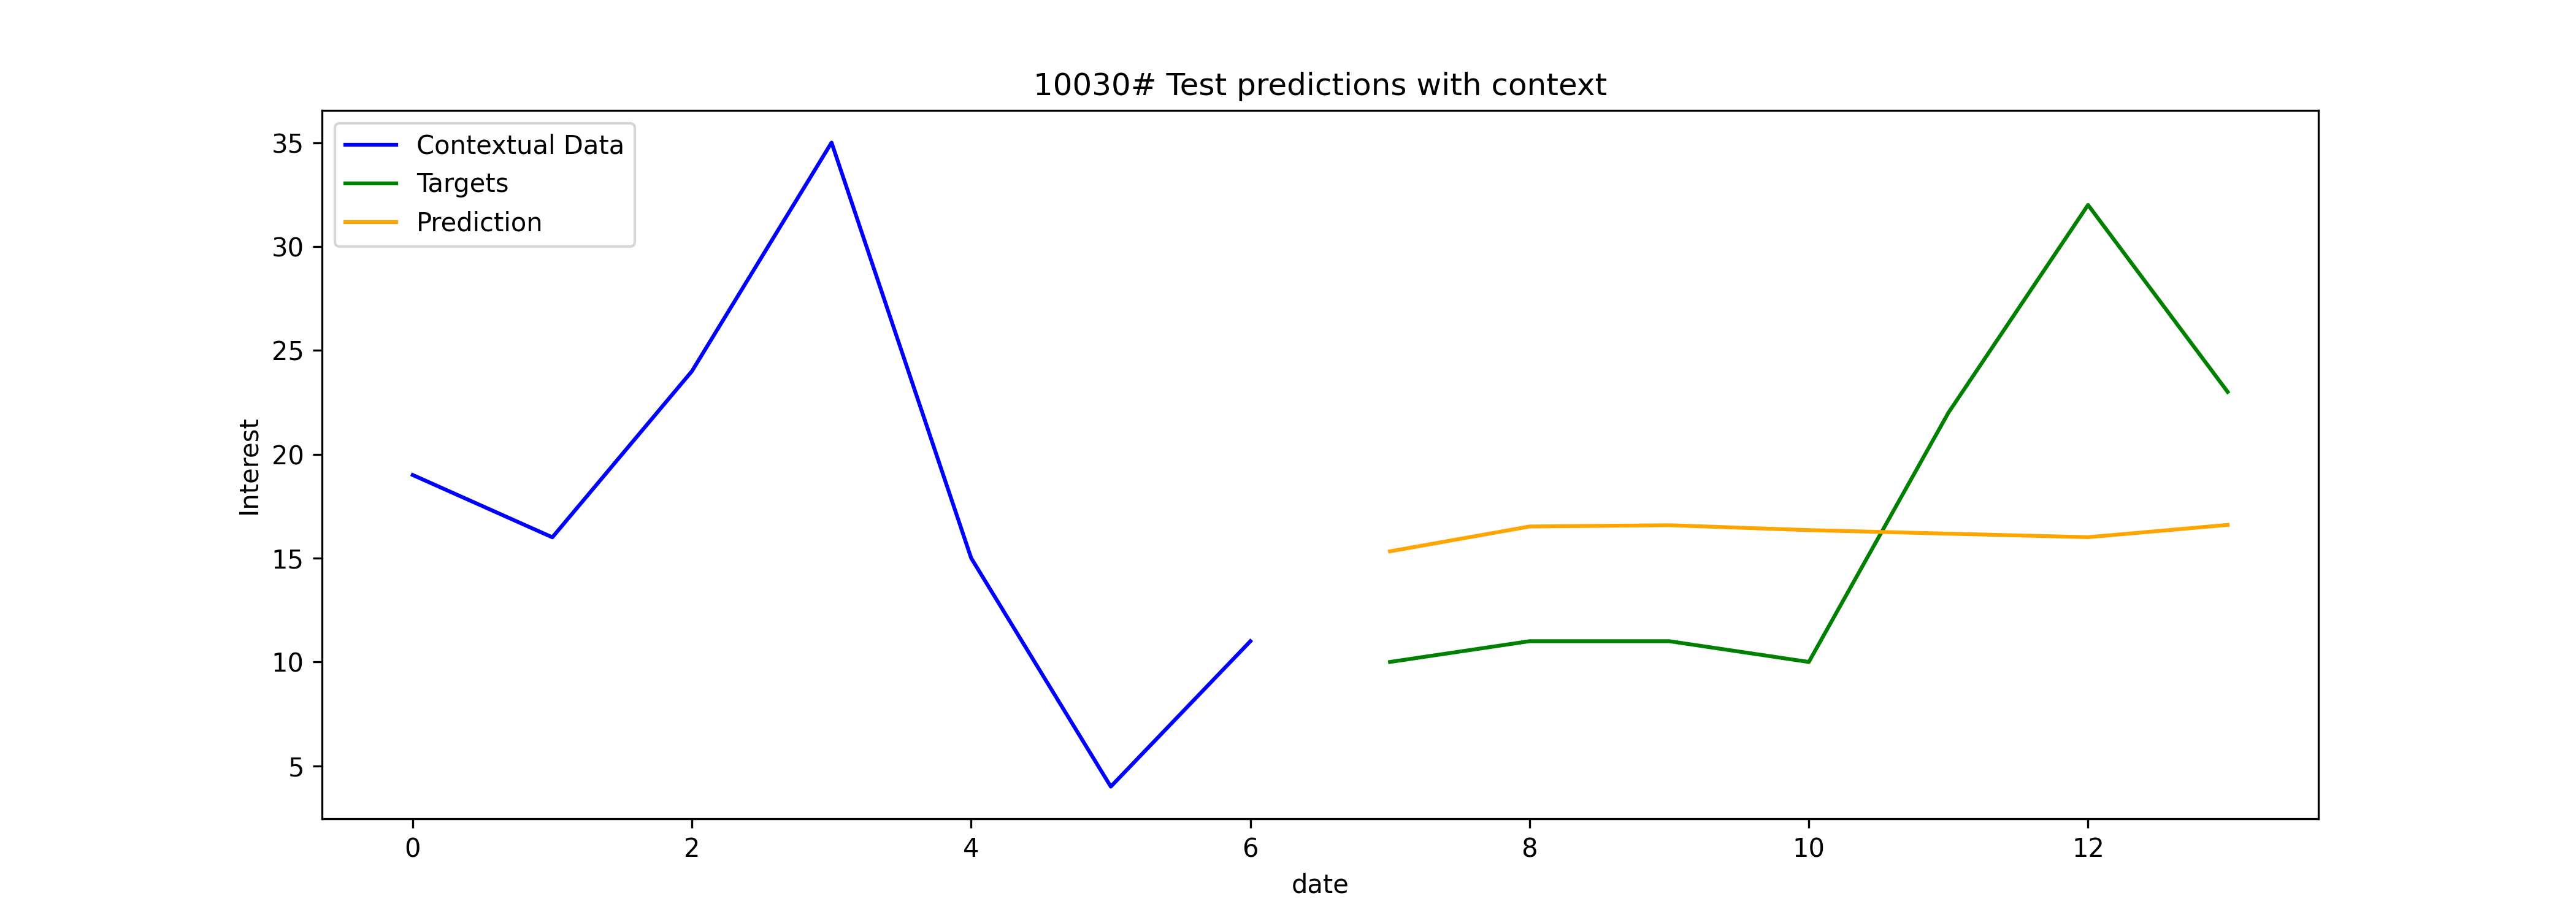 10030# Test predictions with context
Contextual Data
Targets
Prediction
35
30
25
20
15
10
5
Interest
0 2 4 6 8 10 12
date